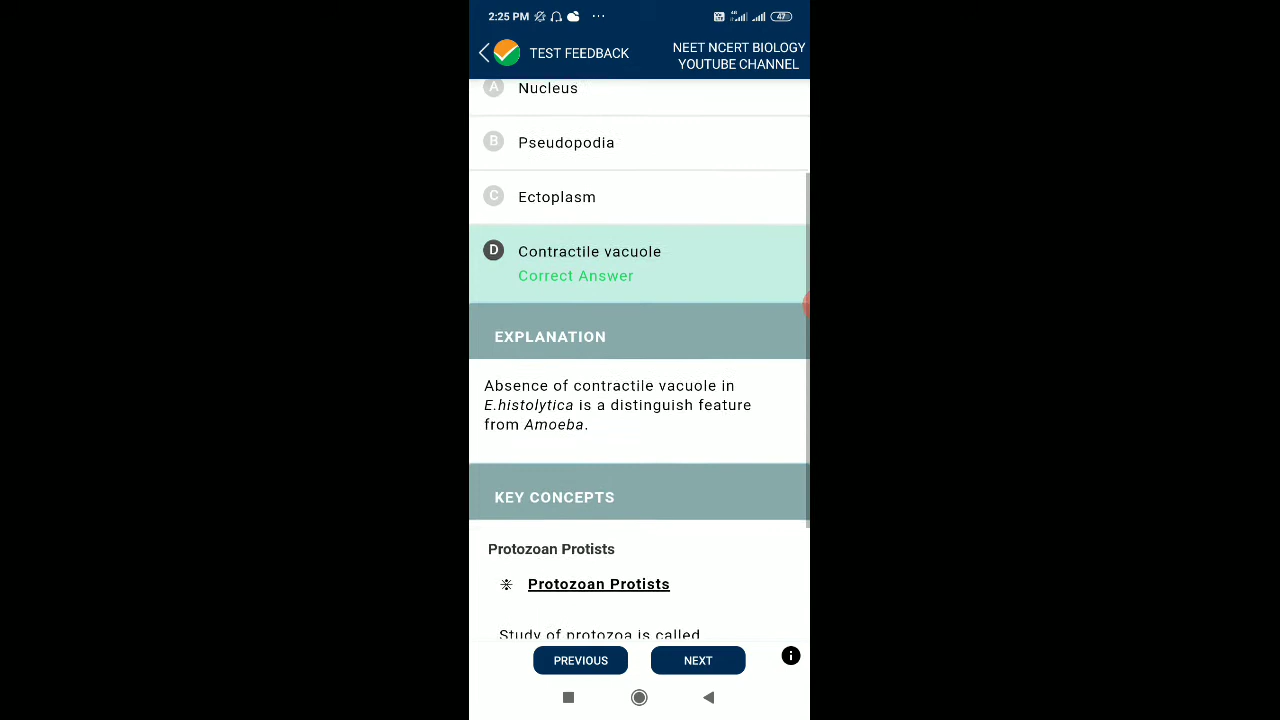 2:25 PM
47
TEST FEEDBACK
NEET NCERT BIOLOGY
YOUTUBE CHANNEL
A Nucleus
B Pseudopodia
C Ectoplasm
D Contractile vacuole
Correct Answer
EXPLANATION
Absence of contractile vacuole in
E.histolytica is a distinguish feature
from Amoeba.
KEY CONCEPTS
Protozoan Protists
Protozoan Protists
Study of protozoa is called
PREVIOUS
NEXT